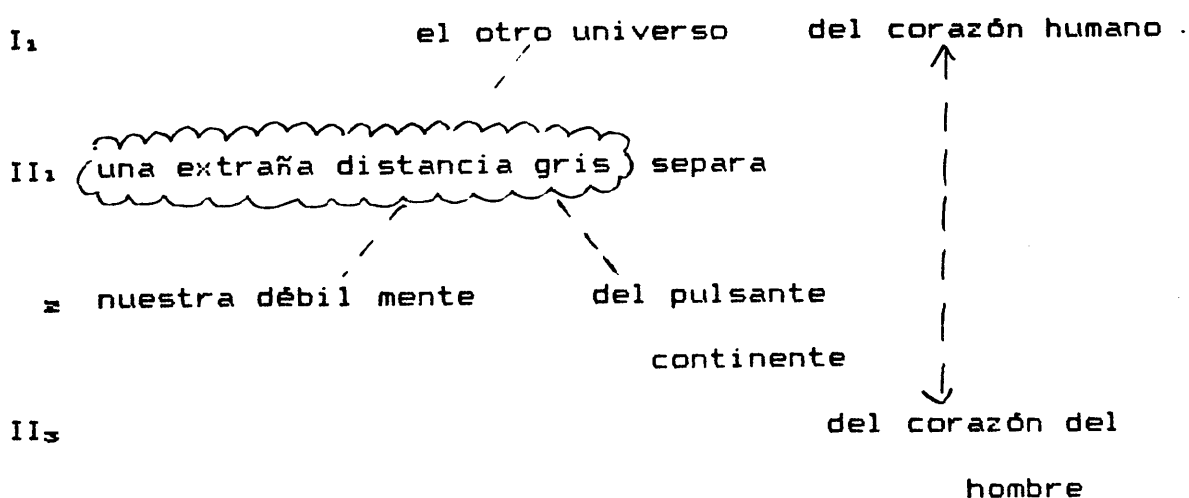 I₁ el otro universo del corazón humano .
II₁ una extraña distancia gris separa
₂ nuestra débil mente del pulsante
continente
II₃ del corazón del
hombre